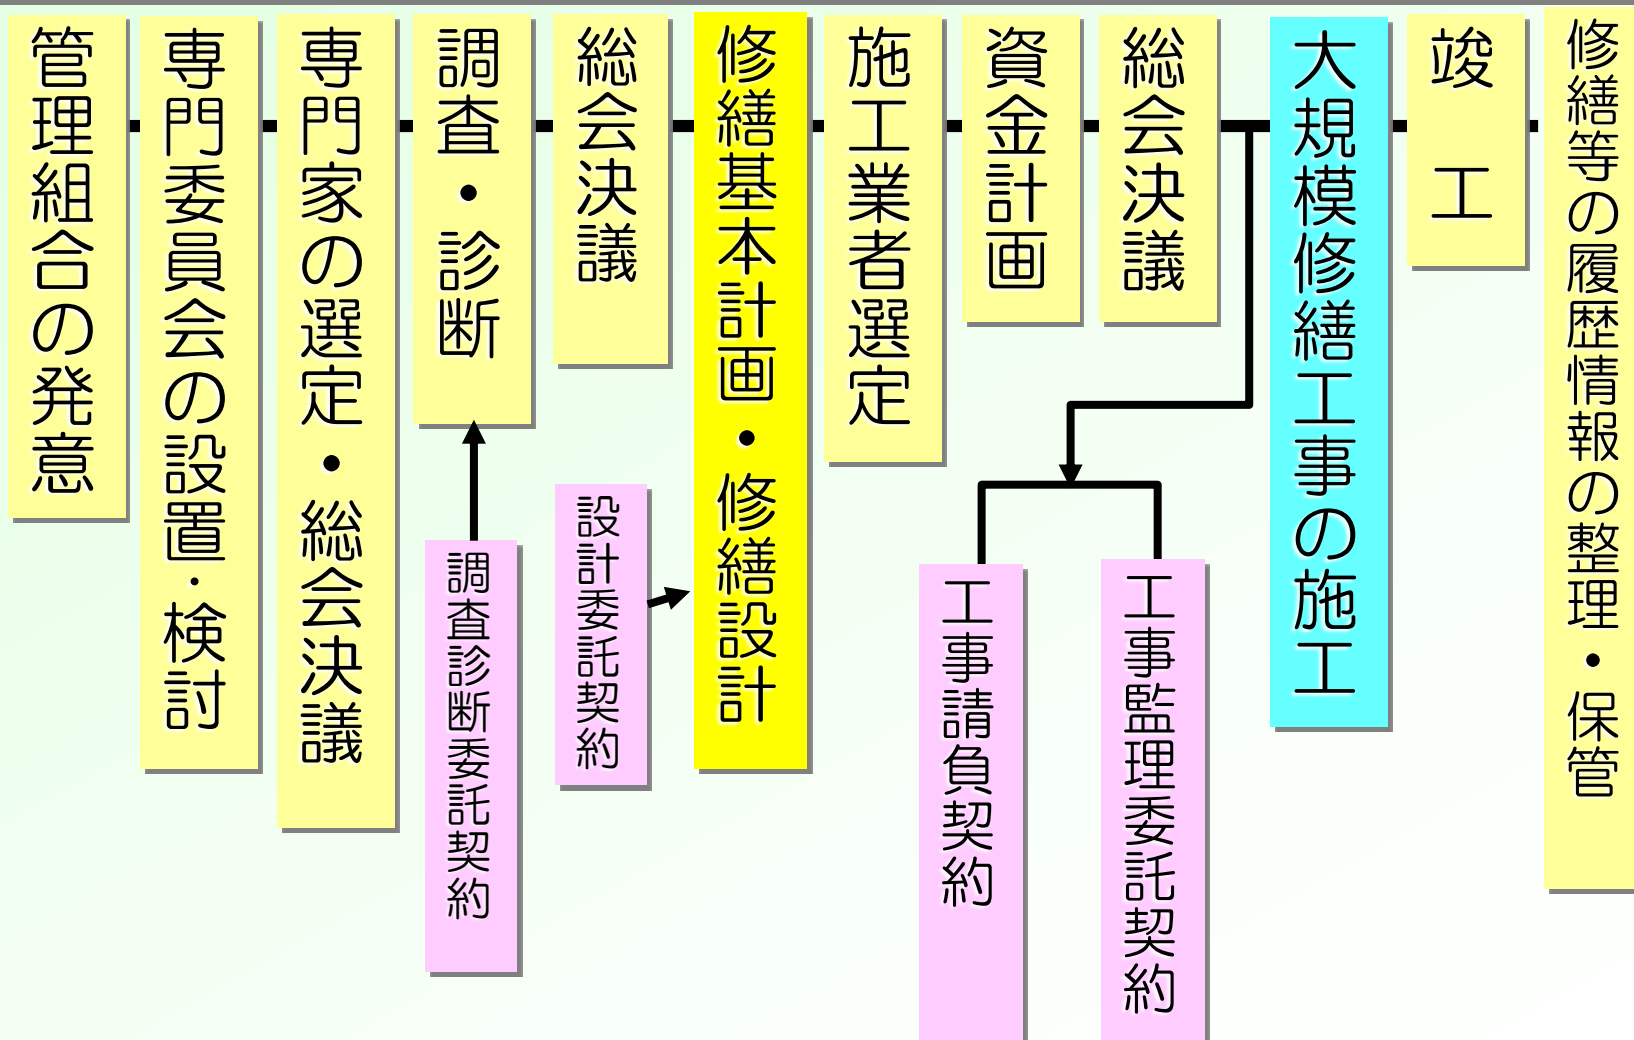 管理組合の発意
専門委員会の設置・検討
専門家の選定・総会決議
調査・診断
総会決議
修繕基本計画・修繕設計
施工業者選定
資金計画
総会決議
大規模修繕工事の施工
竣工
修繕等の履歴情報の整理・保管
調査診断委託契約
設計委託契約
工事請負契約
工事監理委託契約